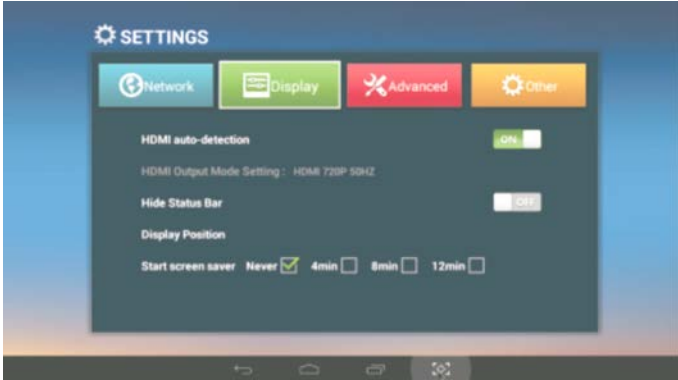 SETTINGS
Network Display Advanced Other
HDMI auto-detection ON
HDMI Output Mode Setting : HDMI 720P 50HZ
Hide Status Bar OFF
Display Position
Start screen saver Never 4min 8min 12min